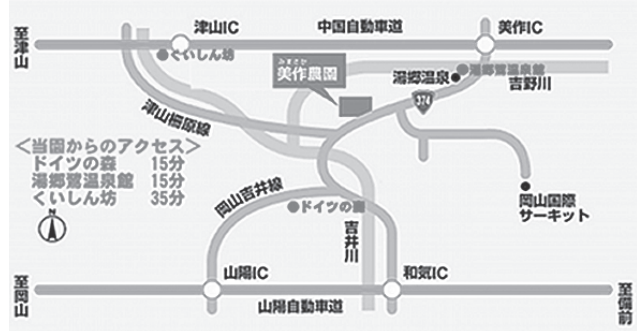 津山IC
中国自動車道
美作IC
至津山
くいしん坊
みまさか
美作農園
湯郷鷺温泉館
湯郷温泉
吉野川
374
津山柵原線
＜当園からのアクセス＞
ドイツの森 15分
湯郷鷺温泉館 15分
くいしん坊 35分
N
岡山吉井線
ドイツの森
吉井川
岡山国際
サーキット
至岡山
山陽IC
和気IC
山陽自動車道
至備前